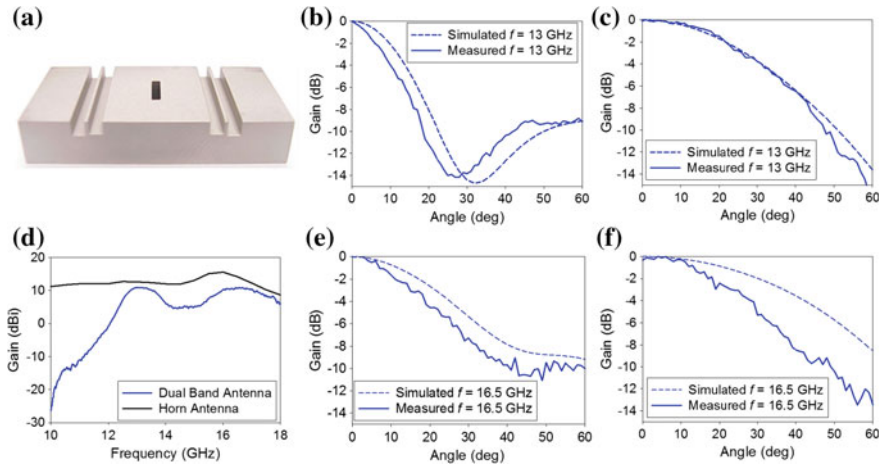 (a)
(b)
0
-2
-4
-6
-8
-10
-12
-14
Gain (dB)
Simulated f = 13 GHz
Measured f = 13 GHz
0 10 20 30 40 50 60
Angle (deg)
(c)
0
-2
-4
-6
-8
-10
-12
-14
Gain (dB)
Simulated f = 13 GHz
Measured f = 13 GHz
0 10 20 30 40 50 60
Angle (deg)
(d)
20
10
0
-10
-20
-30
Gain (dBi)
Dual Band Antenna
Horn Antenna
10 12 14 16 18
Frequency (GHz)
(e)
0
-2
-4
-6
-8
-10
-12
-14
Gain (dB)
Simulated f = 16.5 GHz
Measured f = 16.5 GHz
0 10 20 30 40 50 60
Angle (deg)
(f)
0
-2
-4
-6
-8
-10
-12
-14
Gain (dB)
Simulated f = 16.5 GHz
Measured f = 16.5 GHz
0 10 20 30 40 50 60
Angle (deg)